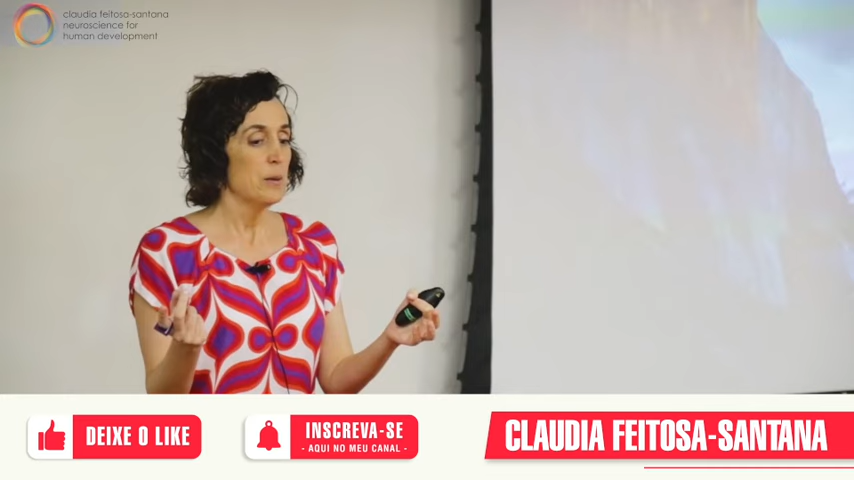 claudia feitosa-santana
neuroscience for
human development
DEIXE O LIKE
INSCREVA-SE
- AQUI NO MEU CANAL -
CLAUDIA FEITOSA-SANTANA